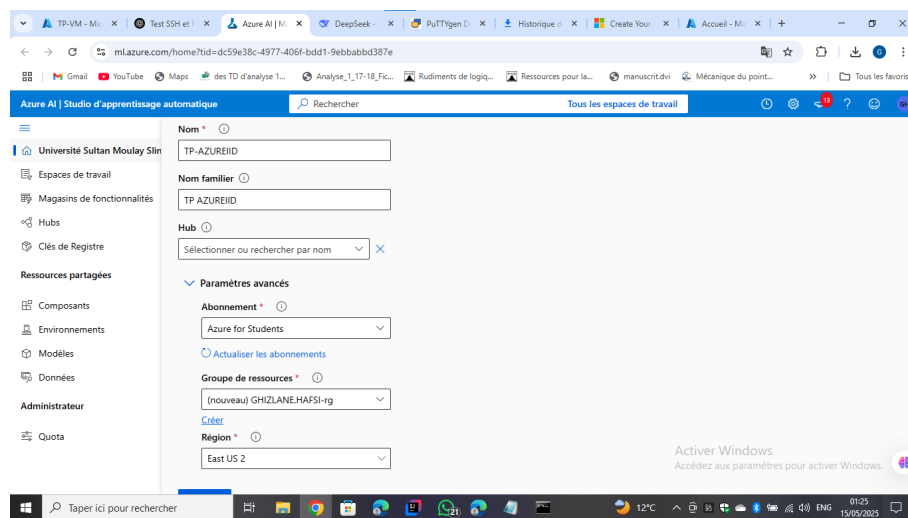 TP-VM - Mic
Test SSH et
Azure AI | M
DeepSeek -
PuTTYgen D
Historique d
Create Your
Accueil - Mi
ml.azure.com/home?tid=dc59e38c-4977-406f-bdd1-9ebbabbd387e
G
Gmail
YouTube
Maps
des TD d'analyse 1...
Analyse_1_17-18_Fic...
Rudiments de logiq...
Ressources pour la...
manuscrit.dvi
Mécanique du point...
Tous les favoris
Azure AI | Studio d'apprentissage automatique
Rechercher
Tous les espaces de travail
13
GH
Université Sultan Moulay Slin
Espaces de travail
Magasins de fonctionnalités
Hubs
Clés de Registre
Ressources partagées
Composants
Environnements
Modèles
Données
Administrateur
Quota
Nom *
TP-AZUREIID
Nom familier
TP AZUREIID
Hub
Sélectionner ou rechercher par nom
Paramètres avancés
Abonnement *
Azure for Students
Actualiser les abonnements
Groupe de ressources *
(nouveau) GHIZLANE.HAFSI-rg
Créer
Région *
East US 2
Activer Windows
Accédez aux paramètres pour activer Windows.
Taper ici pour rechercher
21
12°C
ENG
01:25
15/05/2025